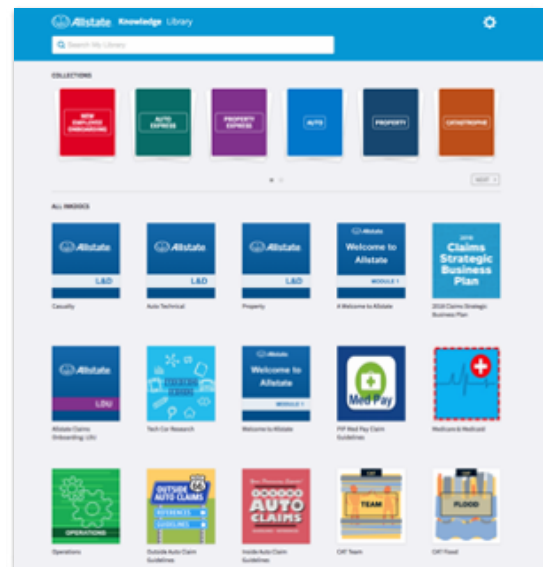 Allstate Knowledge Library
Search My Library
COLLECTIONS
NEW
EMPLOYEE
ONBOARDING
AUTO
EXPRESS
PROPERTY
EXPRESS
AUTO
PROPERTY
CATASTROPHE
NEXT >
ALL INKDOCS
Allstate
L&D
Allstate
L&D
Allstate
L&D
Allstate
Welcome to
Allstate
MODULE 1
2018
Claims
Strategic
Business
Plan
Casualty
Auto Technical
Property
A Welcome to Allstate
2018 Claims Strategic
Business Plan
Allstate
LDU
Allstate
Welcome to
Allstate
MODULE 1
Med Pay
Allstate Claims
Onboarding: LDU
Tech Cor Research
Welcome to Allstate
PIP Med Pay Claim
Guidelines
Medicare & Medicaid
OPERATIONS
OUTSIDE 66
AUTO CLAIMS
REFERENCES
GUIDELINES
AUTO
CLAIMS
CAT
TEAM
CAT
FLOOD
Operations
Outside Auto Claim
Guidelines
Inside Auto Claim
Guidelines
CAT Team
CAT Flood